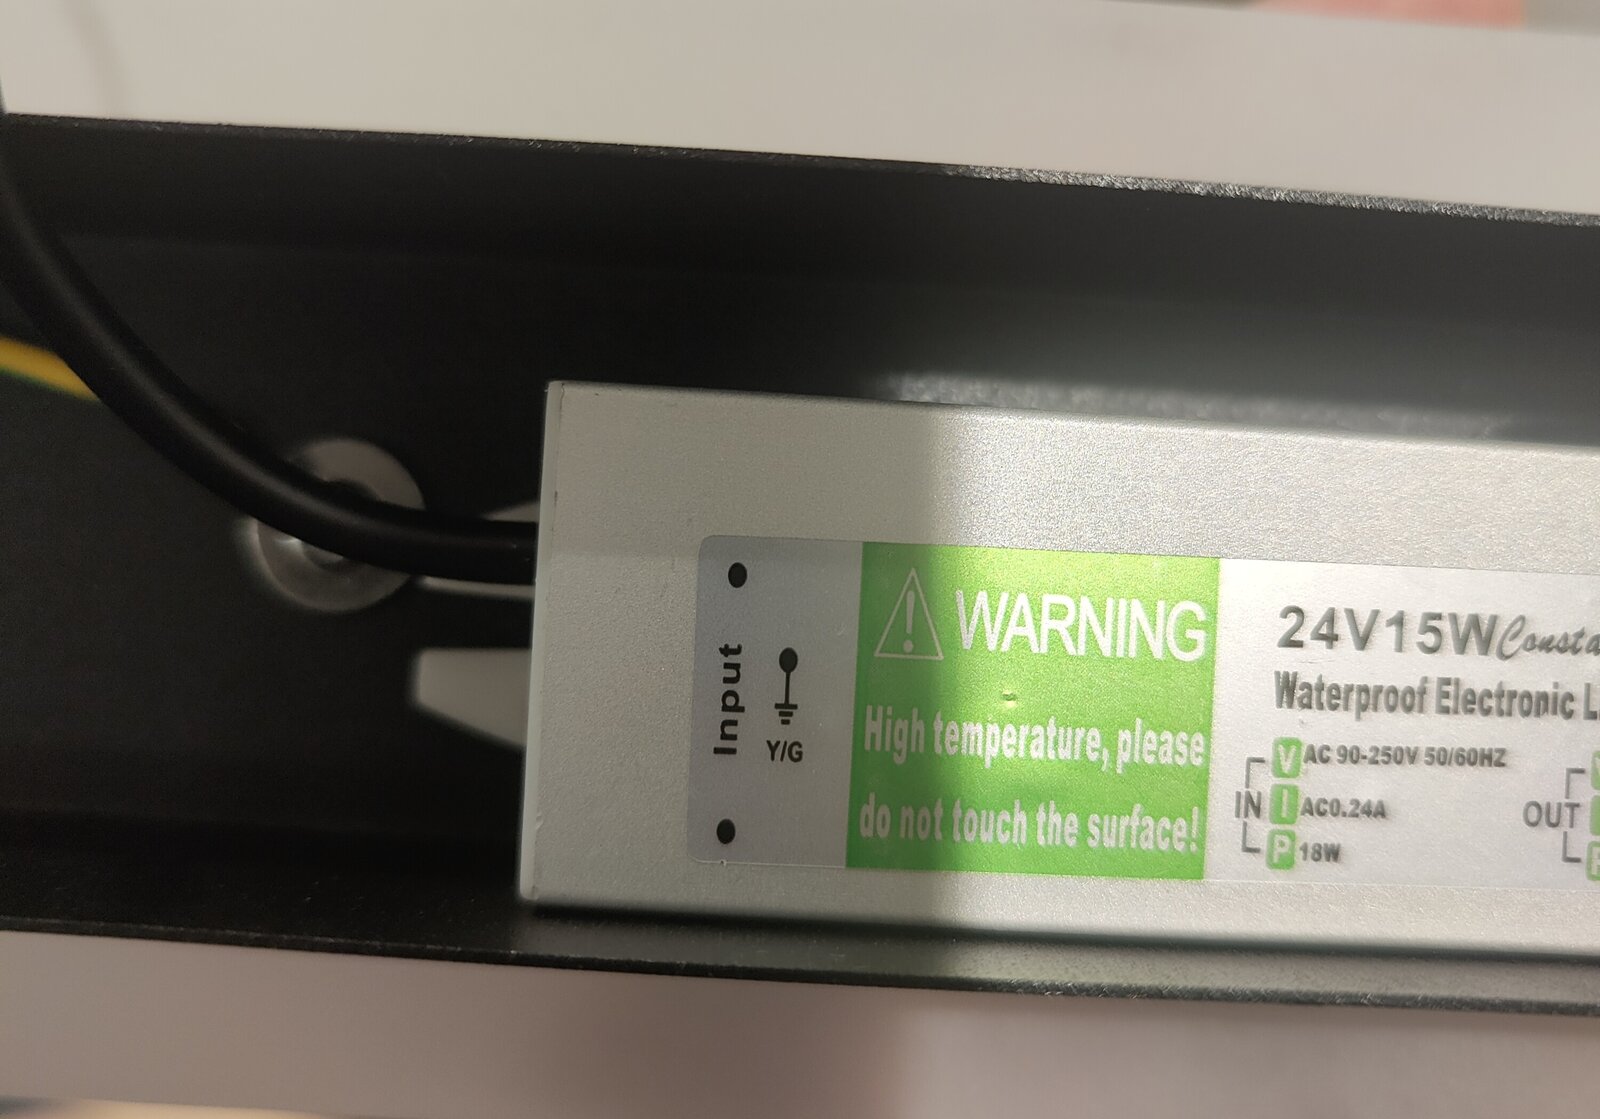 Input
Y/G
WARNING
High temperature, please
do not touch the surface!
24V15W
Waterproof Electronic
IN
V AC 90-250V 50/60HZ
I AC0.24A
P 18W
OUT